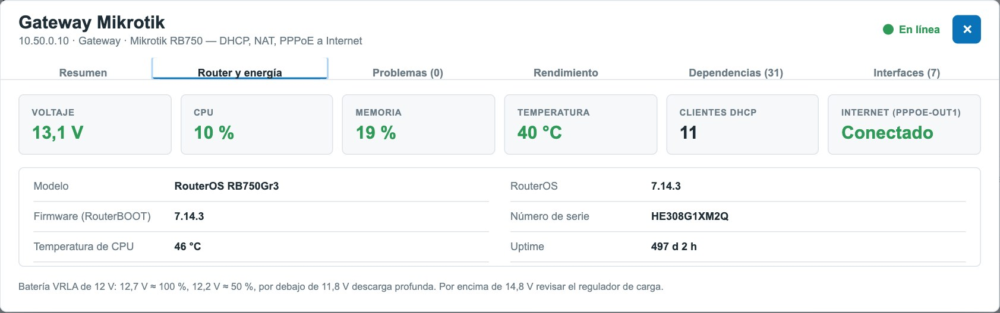 Gateway Mikrotik
10.50.0.10 · Gateway · Mikrotik RB750 — DHCP, NAT, PPPoE a Internet
En línea
×
Resumen
Router y energía
Problemas (0)
Rendimiento
Dependencias (31)
Interfaces (7)
VOLTAJE
13,1 V
CPU
10 %
MEMORIA
19 %
TEMPERATURA
40 °C
CLIENTES DHCP
11
INTERNET (PPPOE-OUT1)
Conectado
Modelo RouterOS RB750Gr3
RouterOS 7.14.3
Firmware (RouterBOOT) 7.14.3
Número de serie HE308G1XM2Q
Temperatura de CPU 46 °C
Uptime 497 d 2 h
Batería VRLA de 12 V: 12,7 V ≈ 100 %, 12,2 V ≈ 50 %, por debajo de 11,8 V descarga profunda. Por encima de 14,8 V revisar el regulador de carga.